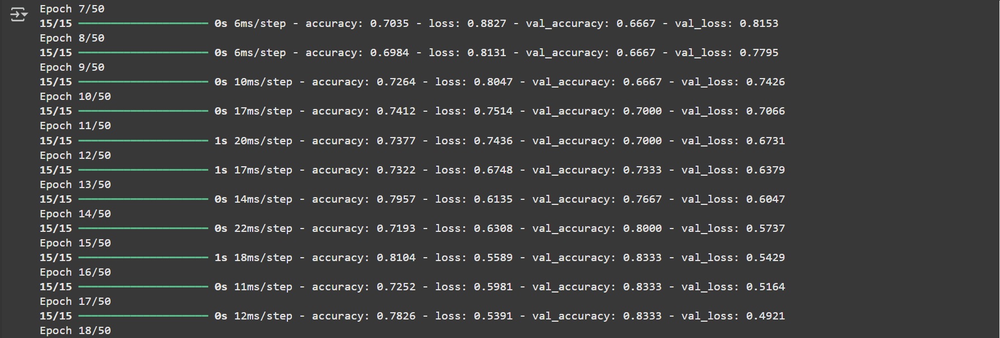 Epoch 7/50
15/15 ━━━━━━━━━━━━━━━━━━━━ 0s 6ms/step - accuracy: 0.7035 - loss: 0.8827 - val_accuracy: 0.6667 - val_loss: 0.8153
Epoch 8/50
15/15 ━━━━━━━━━━━━━━━━━━━━ 0s 6ms/step - accuracy: 0.6984 - loss: 0.8131 - val_accuracy: 0.6667 - val_loss: 0.7795
Epoch 9/50
15/15 ━━━━━━━━━━━━━━━━━━━━ 0s 10ms/step - accuracy: 0.7264 - loss: 0.8047 - val_accuracy: 0.6667 - val_loss: 0.7426
Epoch 10/50
15/15 ━━━━━━━━━━━━━━━━━━━━ 0s 17ms/step - accuracy: 0.7412 - loss: 0.7514 - val_accuracy: 0.7000 - val_loss: 0.7066
Epoch 11/50
15/15 ━━━━━━━━━━━━━━━━━━━━ 1s 20ms/step - accuracy: 0.7377 - loss: 0.7436 - val_accuracy: 0.7000 - val_loss: 0.6731
Epoch 12/50
15/15 ━━━━━━━━━━━━━━━━━━━━ 1s 17ms/step - accuracy: 0.7322 - loss: 0.6748 - val_accuracy: 0.7333 - val_loss: 0.6379
Epoch 13/50
15/15 ━━━━━━━━━━━━━━━━━━━━ 0s 14ms/step - accuracy: 0.7957 - loss: 0.6135 - val_accuracy: 0.7667 - val_loss: 0.6047
Epoch 14/50
15/15 ━━━━━━━━━━━━━━━━━━━━ 0s 22ms/step - accuracy: 0.7193 - loss: 0.6308 - val_accuracy: 0.8000 - val_loss: 0.5737
Epoch 15/50
15/15 ━━━━━━━━━━━━━━━━━━━━ 1s 18ms/step - accuracy: 0.8104 - loss: 0.5589 - val_accuracy: 0.8333 - val_loss: 0.5429
Epoch 16/50
15/15 ━━━━━━━━━━━━━━━━━━━━ 0s 11ms/step - accuracy: 0.7252 - loss: 0.5981 - val_accuracy: 0.8333 - val_loss: 0.5164
Epoch 17/50
15/15 ━━━━━━━━━━━━━━━━━━━━ 0s 12ms/step - accuracy: 0.7826 - loss: 0.5391 - val_accuracy: 0.8333 - val_loss: 0.4921
Epoch 18/50